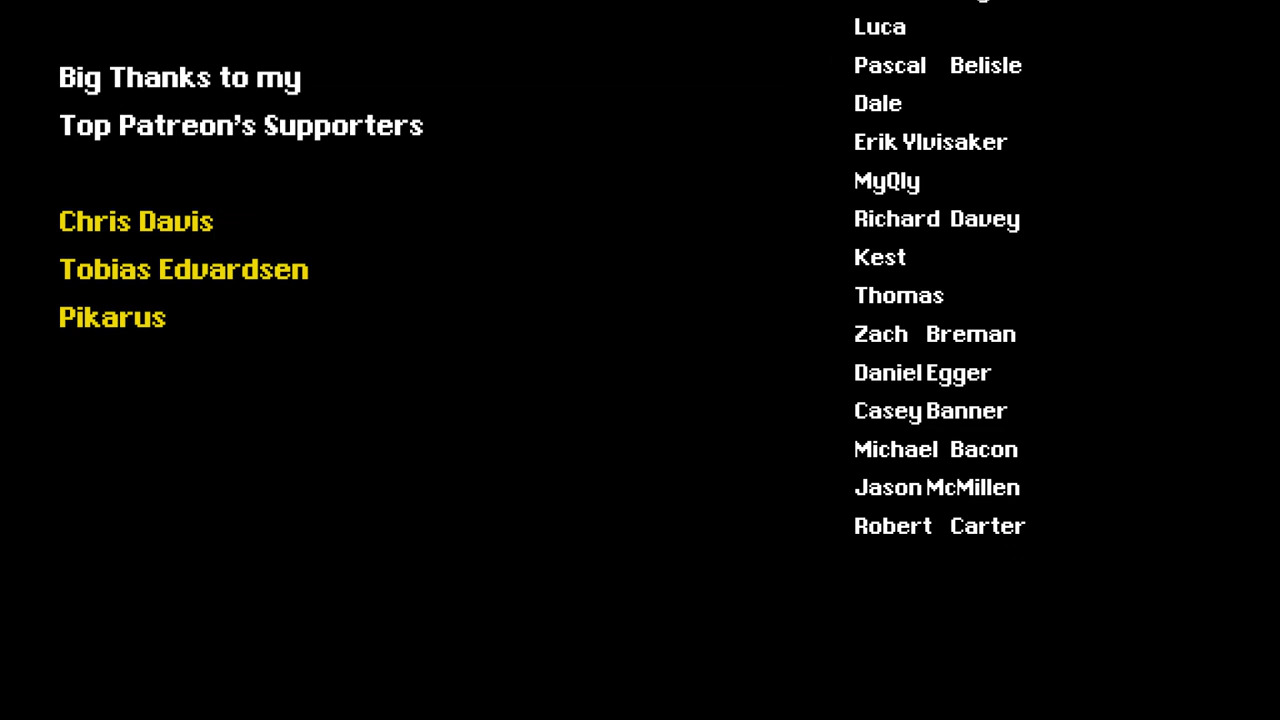 Big Thanks to my
Top Patreon's Supporters
Chris Davis
Tobias Edvardsen
Pikarus
Luca
Pascal Belisle
Dale
Erik Ylvisaker
MyQly
Richard Davey
Kest
Thomas
Zach Breman
Daniel Egger
Casey Banner
Michael Bacon
Jason McMillen
Robert Carter